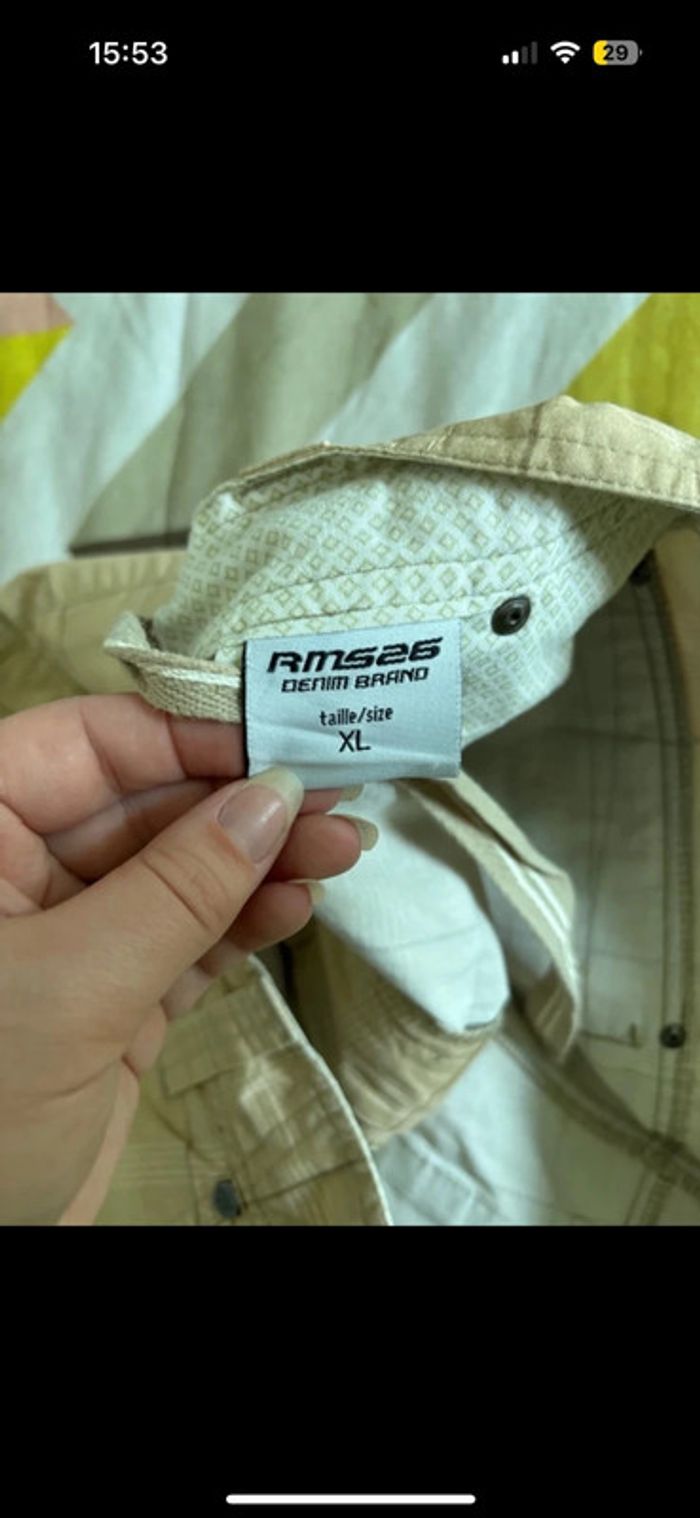 15:53
29
RMS26
DENIM BRAND
taille/size
XL